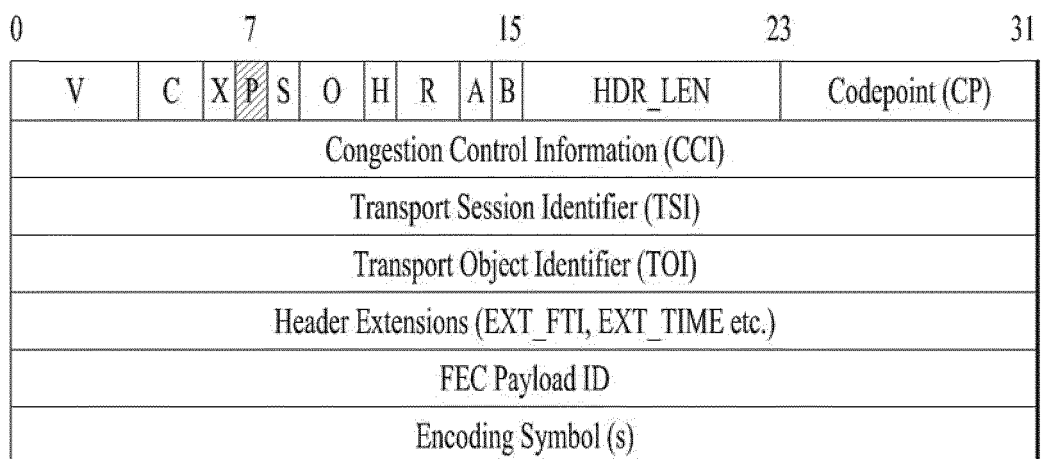 0 7 15 23 31
V C X P S O H R A B HDR_LEN Codepoint (CP)
Congestion Control Information (CCI)
Transport Session Identifier (TSI)
Transport Object Identifier (TOI)
Header Extensions (EXT_FTI, EXT_TIME etc.)
FEC Payload ID
Encoding Symbol (s)